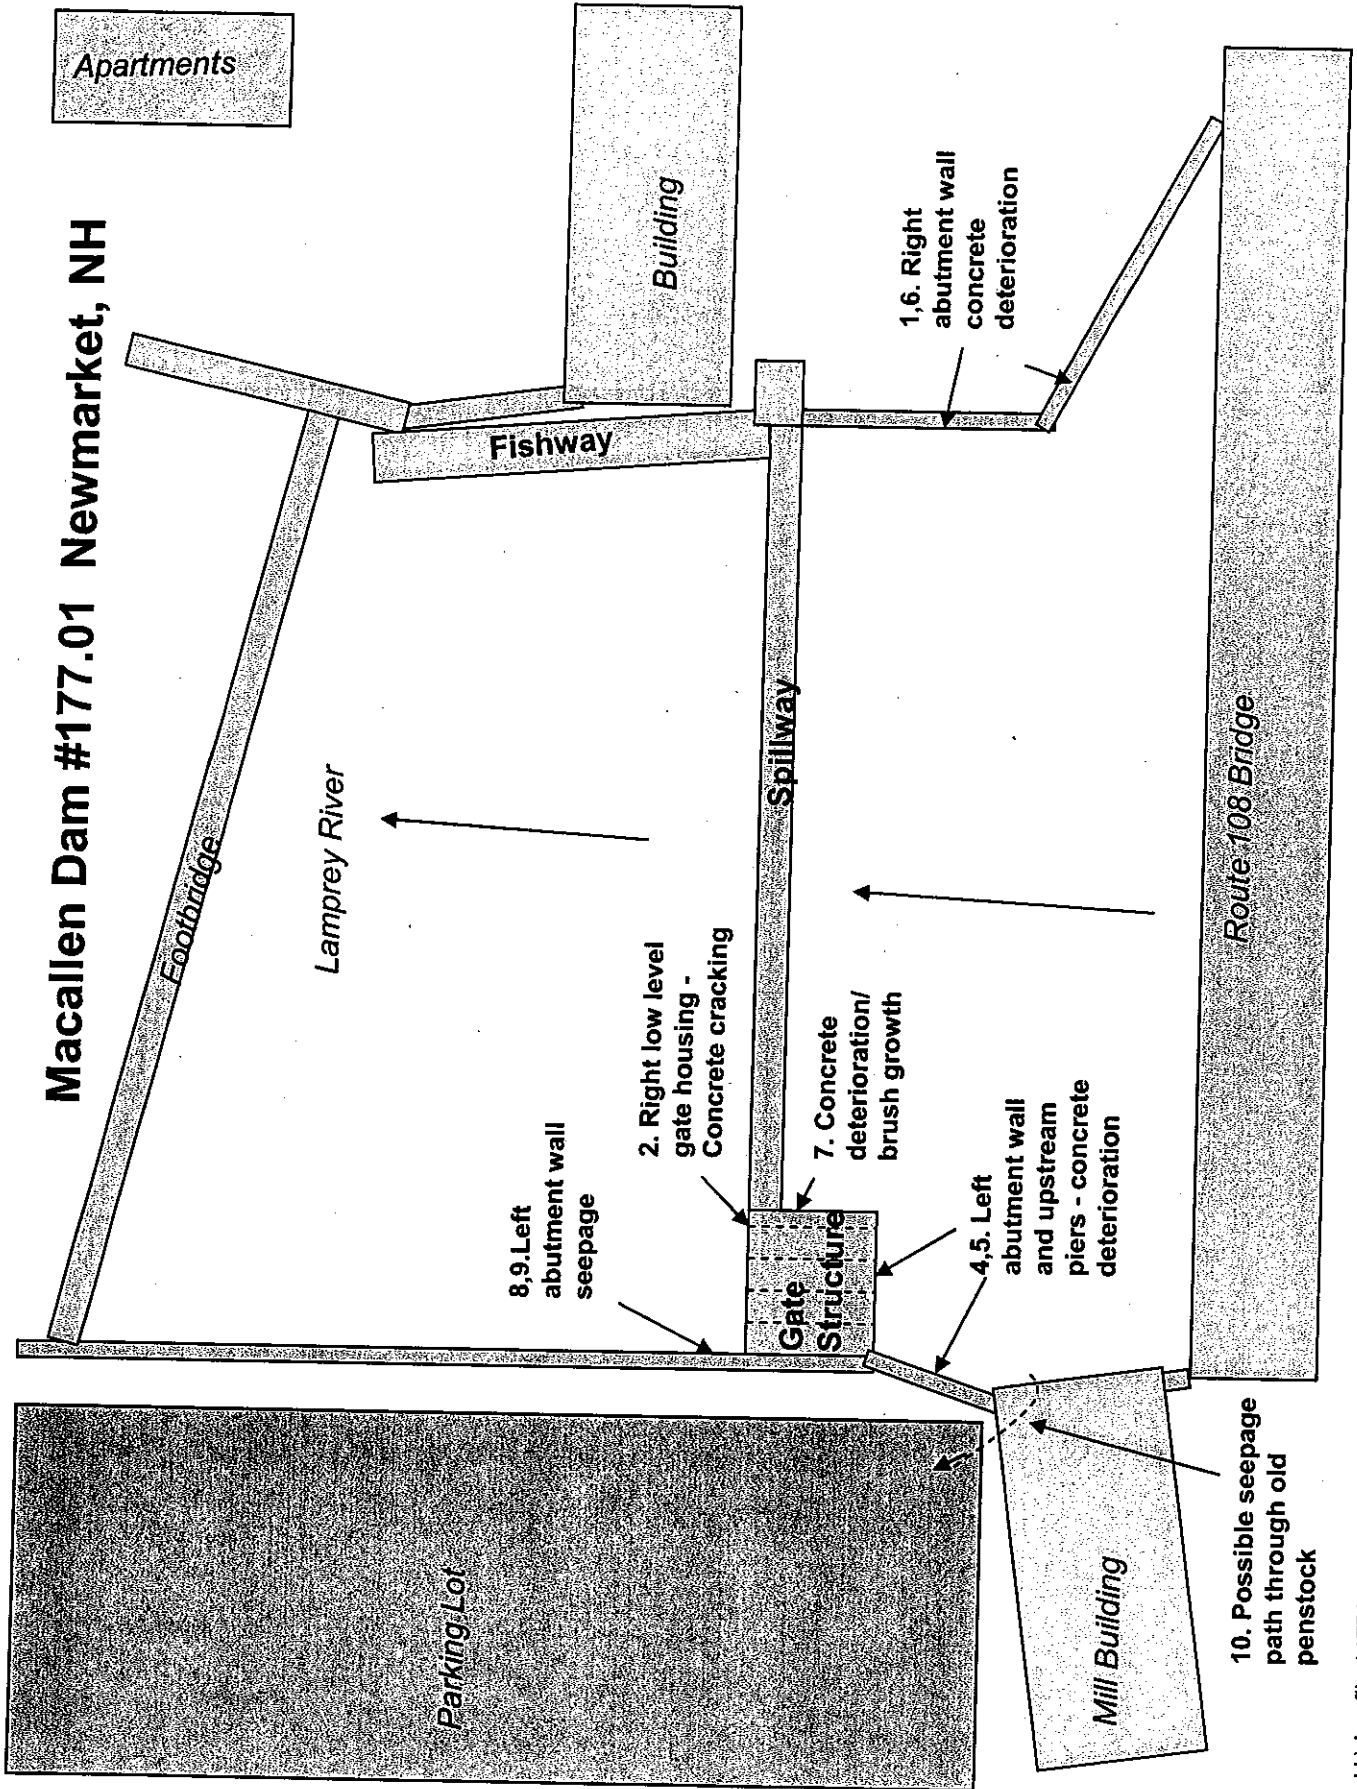 Macallen Dam #177.01 Newmarket, NH
Apartments
Footbridge
Lamprey River
Fishway
Building
8,9.Left
abutment wall
seepage
2. Right low level
gate housing -
Concrete cracking
Spillway
Gate
Structure
7. Concrete
deterioration/
brush growth
1,6. Right
abutment wall
concrete
deterioration
4,5. Left
abutment wall
and upstream
piers - concrete
deterioration
Parking Lot
Mill Building
10. Possible seepage
path through old
penstock
Route 108 Bridge